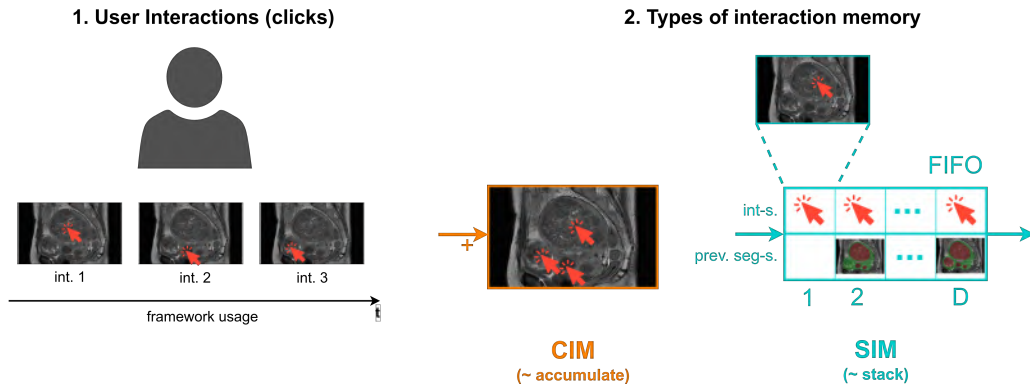 1. User Interactions (clicks)
2. Types of interaction memory
int. 1
int. 2
int. 3
framework usage
t
+
CIM
(~ accumulate)
FIFO
int-s.
prev. seg-s.
1
2
D
SIM
(~ stack)